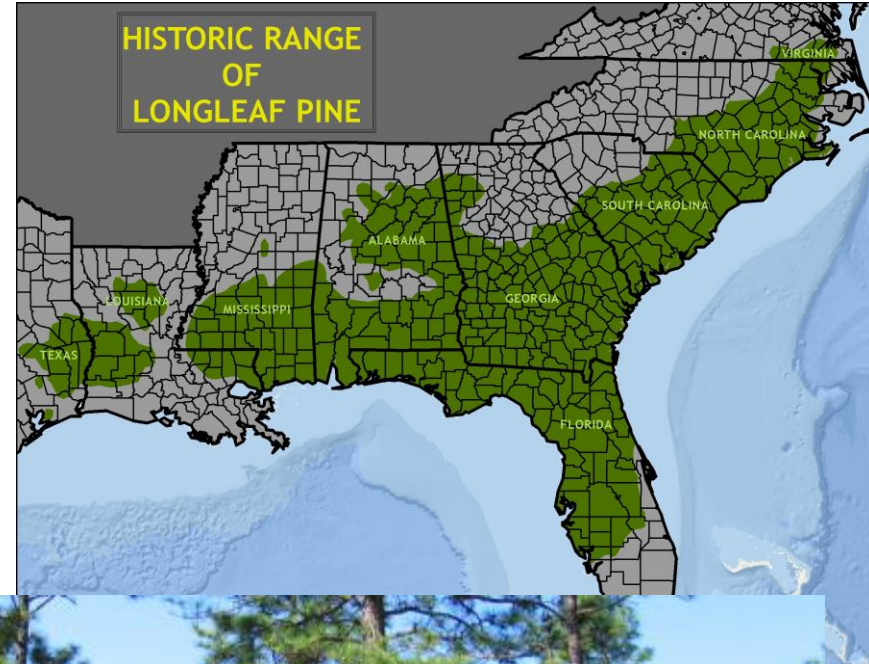 HISTORIC RANGE
OF
LONGLEAF PINE
VIRGINIA
NORTH CAROLINA
SOUTH CAROLINA
ALABAMA
GEORGIA
LOUISIANA
MISSISSIPPI
TEXAS
FLORIDA